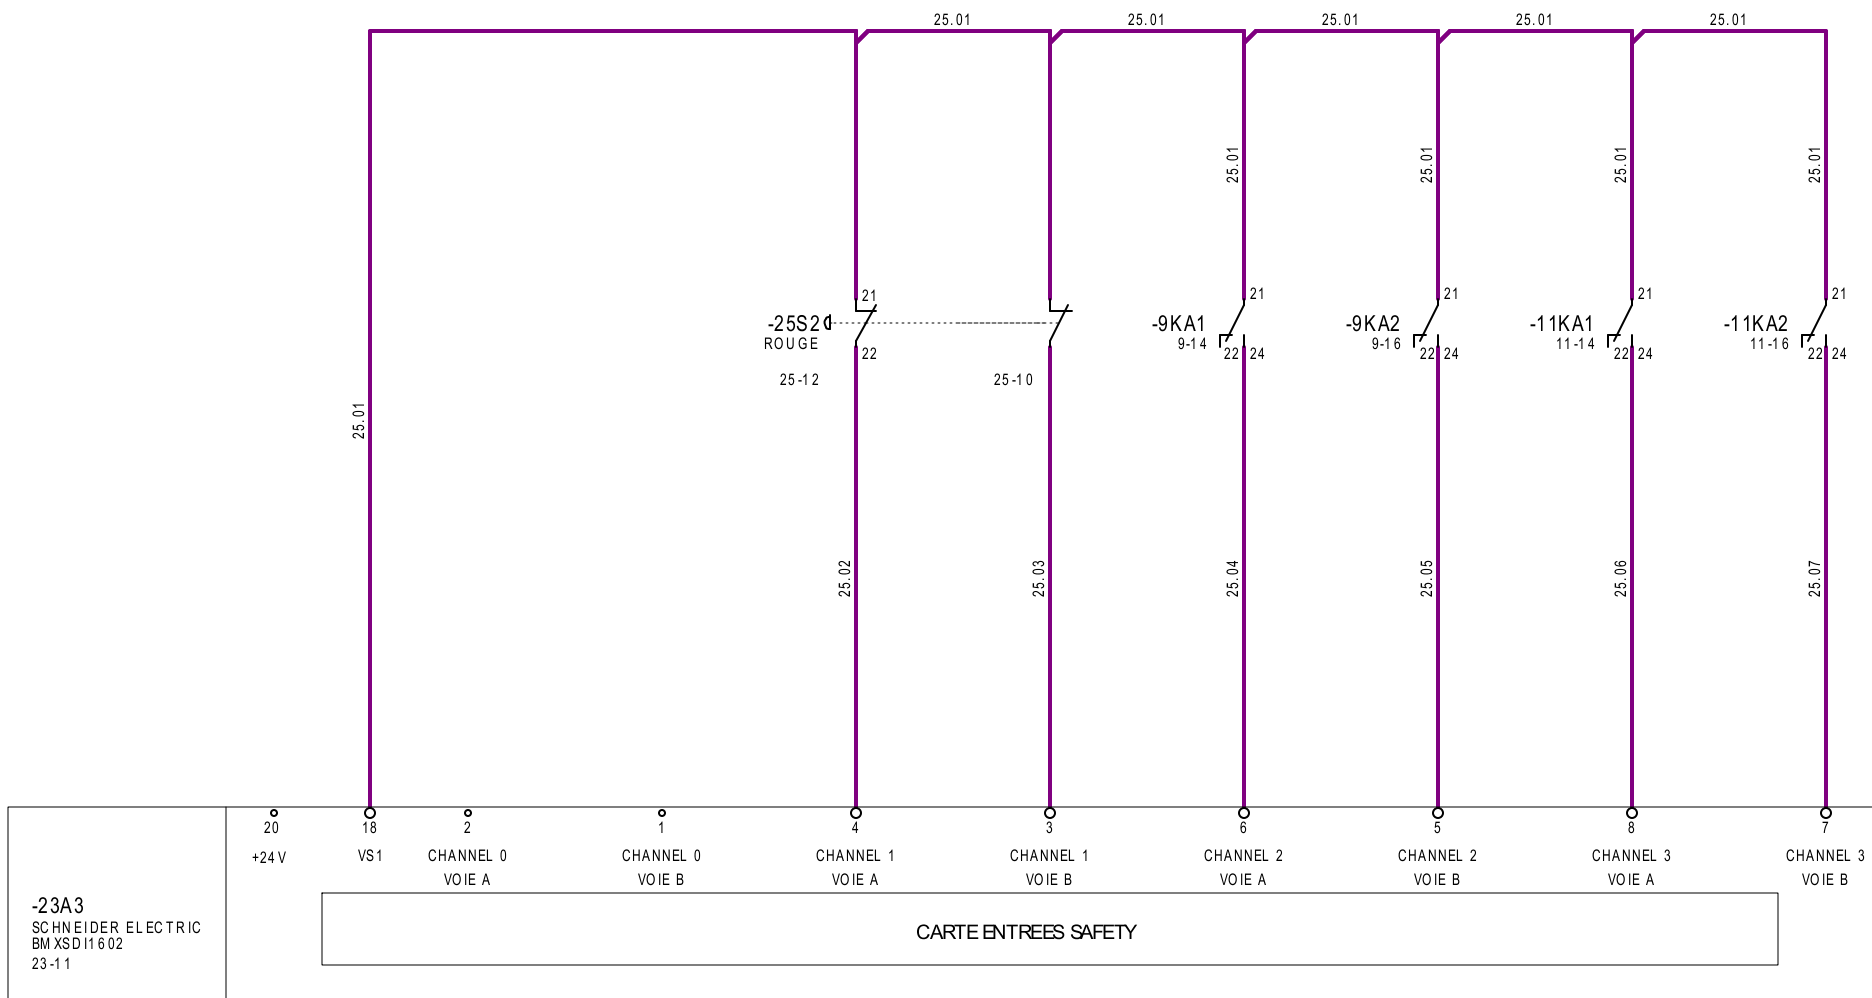 25.01
25.01
25.01
25.01
25.01
25.01
25.01
25.01
25.01
21
21
21
21
21
-25S2
ROUGE
22
25-12
25-10
-9KA1
9-14
22
24
-9KA2
9-16
22
24
-11KA1
11-14
22
24
-11KA2
11-16
22
24
25.01
25.02
25.03
25.04
25.05
25.06
25.07
20
18
2
1
4
3
6
5
8
7
+24V
VS1
CHANNEL 0
VOIE A
CHANNEL 0
VOIE B
CHANNEL 1
VOIE A
CHANNEL 1
VOIE B
CHANNEL 2
VOIE A
CHANNEL 2
VOIE B
CHANNEL 3
VOIE A
CHANNEL 3
VOIE B
-23A3
SCHNEIDER ELECTRIC
BMXSDI1602
23-11
CARTE ENTREES SAFETY